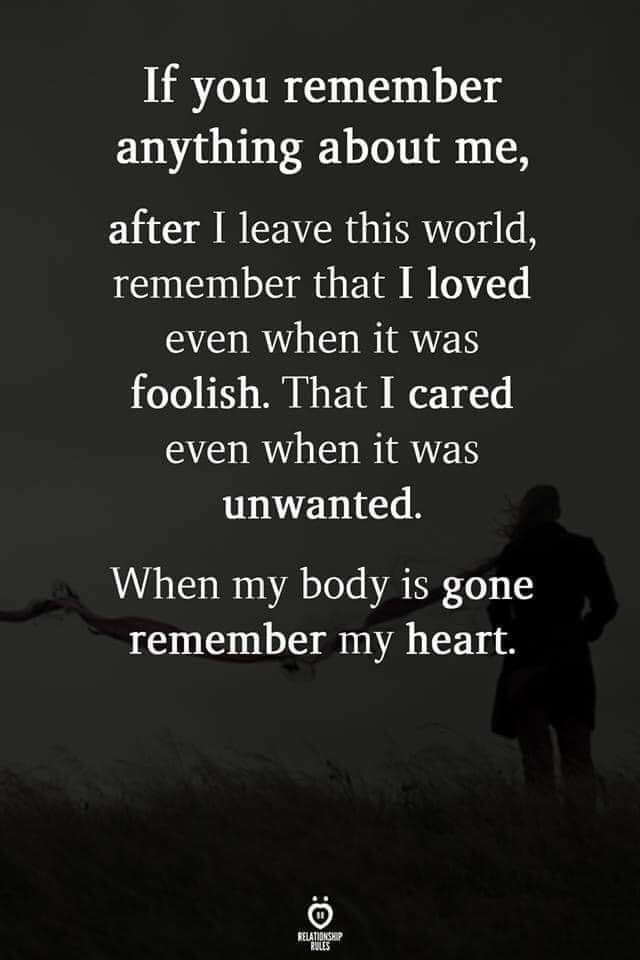 If you remember
anything about me,
after I leave this world,
remember that I loved
even when it was
foolish. That I cared
even when it was
unwanted.
When my body is gone
remember my heart.
RELATIONSHIP
RULES